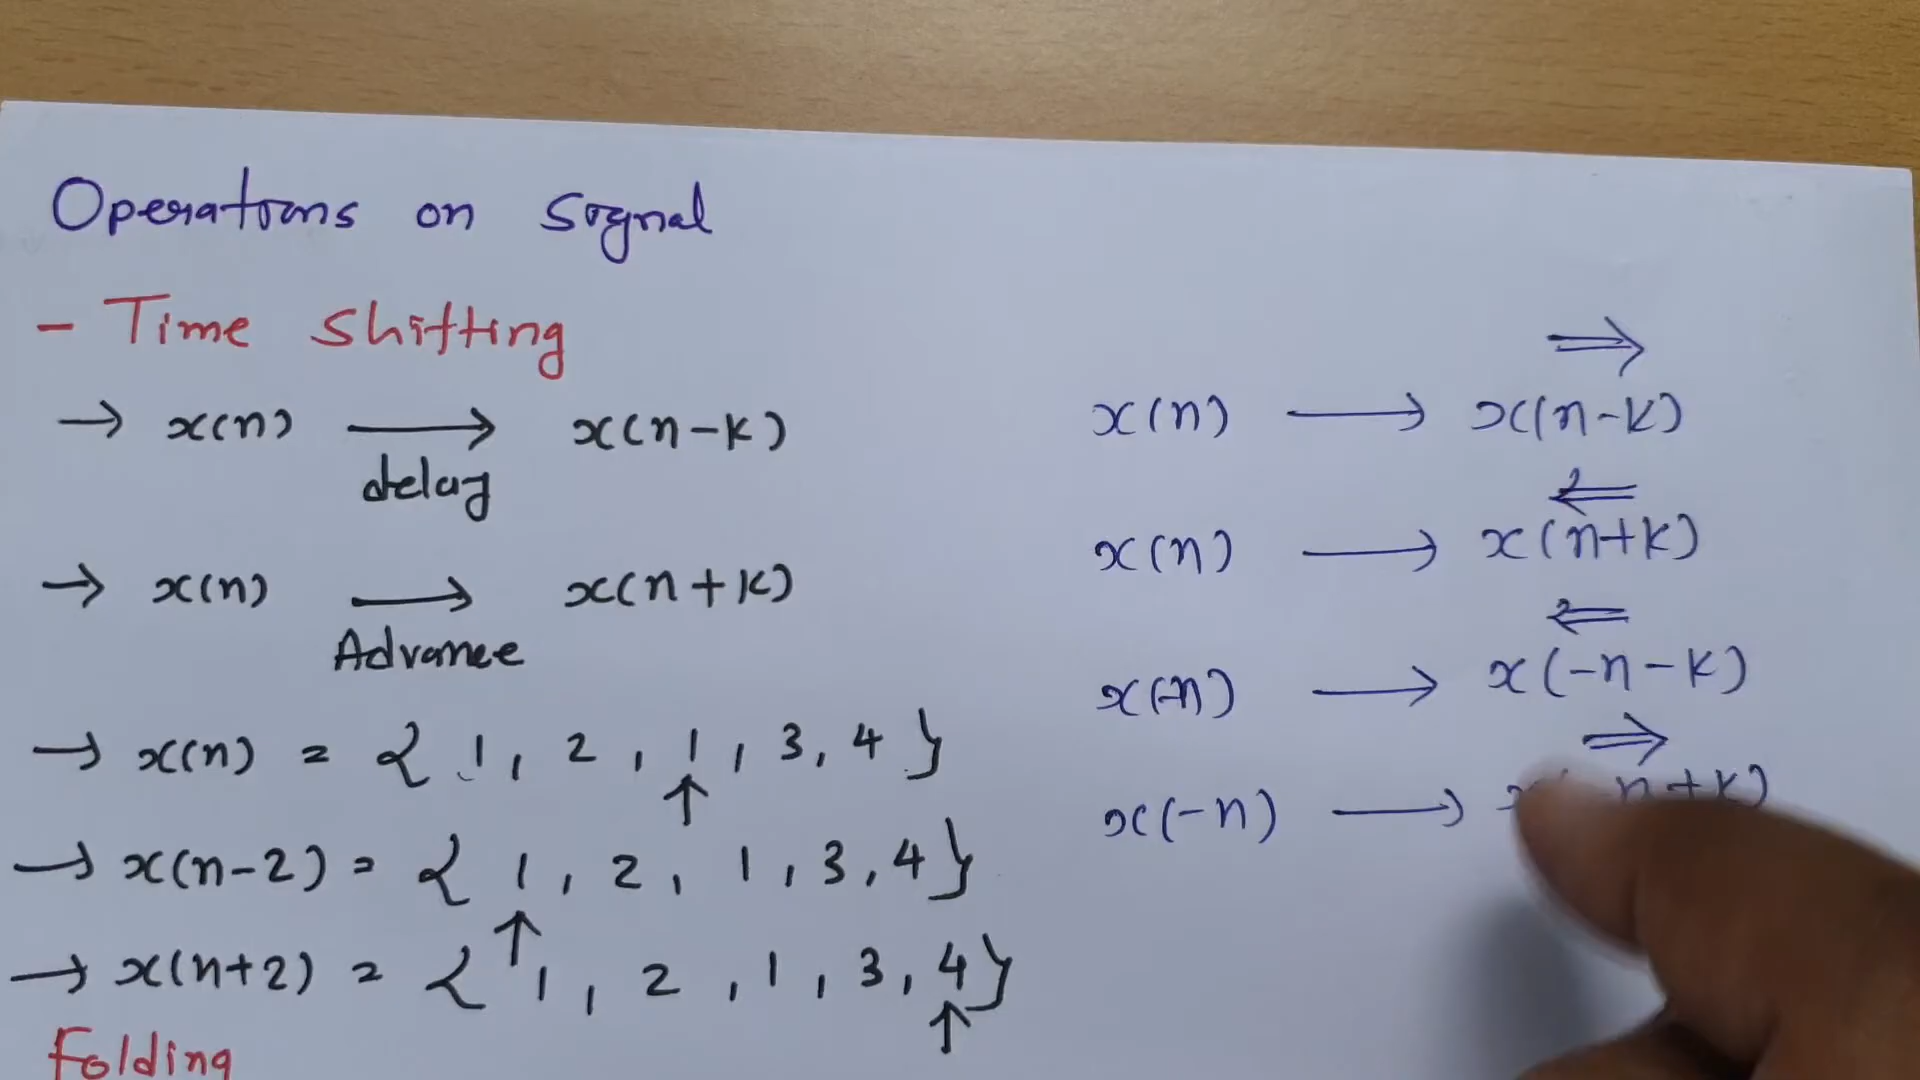 Operations on Signal
- Time Shifting
→ x(n) ⟶ x(n-k)
delay
→ x(n) ⟶ x(n+k)
Advance
→ x(n) = { 1, 2, 1, 3, 4 }
↑
→ x(n-2) = { 1, 2, 1, 3, 4 }
↑
→ x(n+2) = { 1, 2, 1, 3, 4 }
↑
Folding
⇒
x(n) ⟶ x(n-k)
⇐
x(n) ⟶ x(n+k)
⇐
x(-n) ⟶ x(-n-k)
⇒
x(-n) ⟶ n+k)